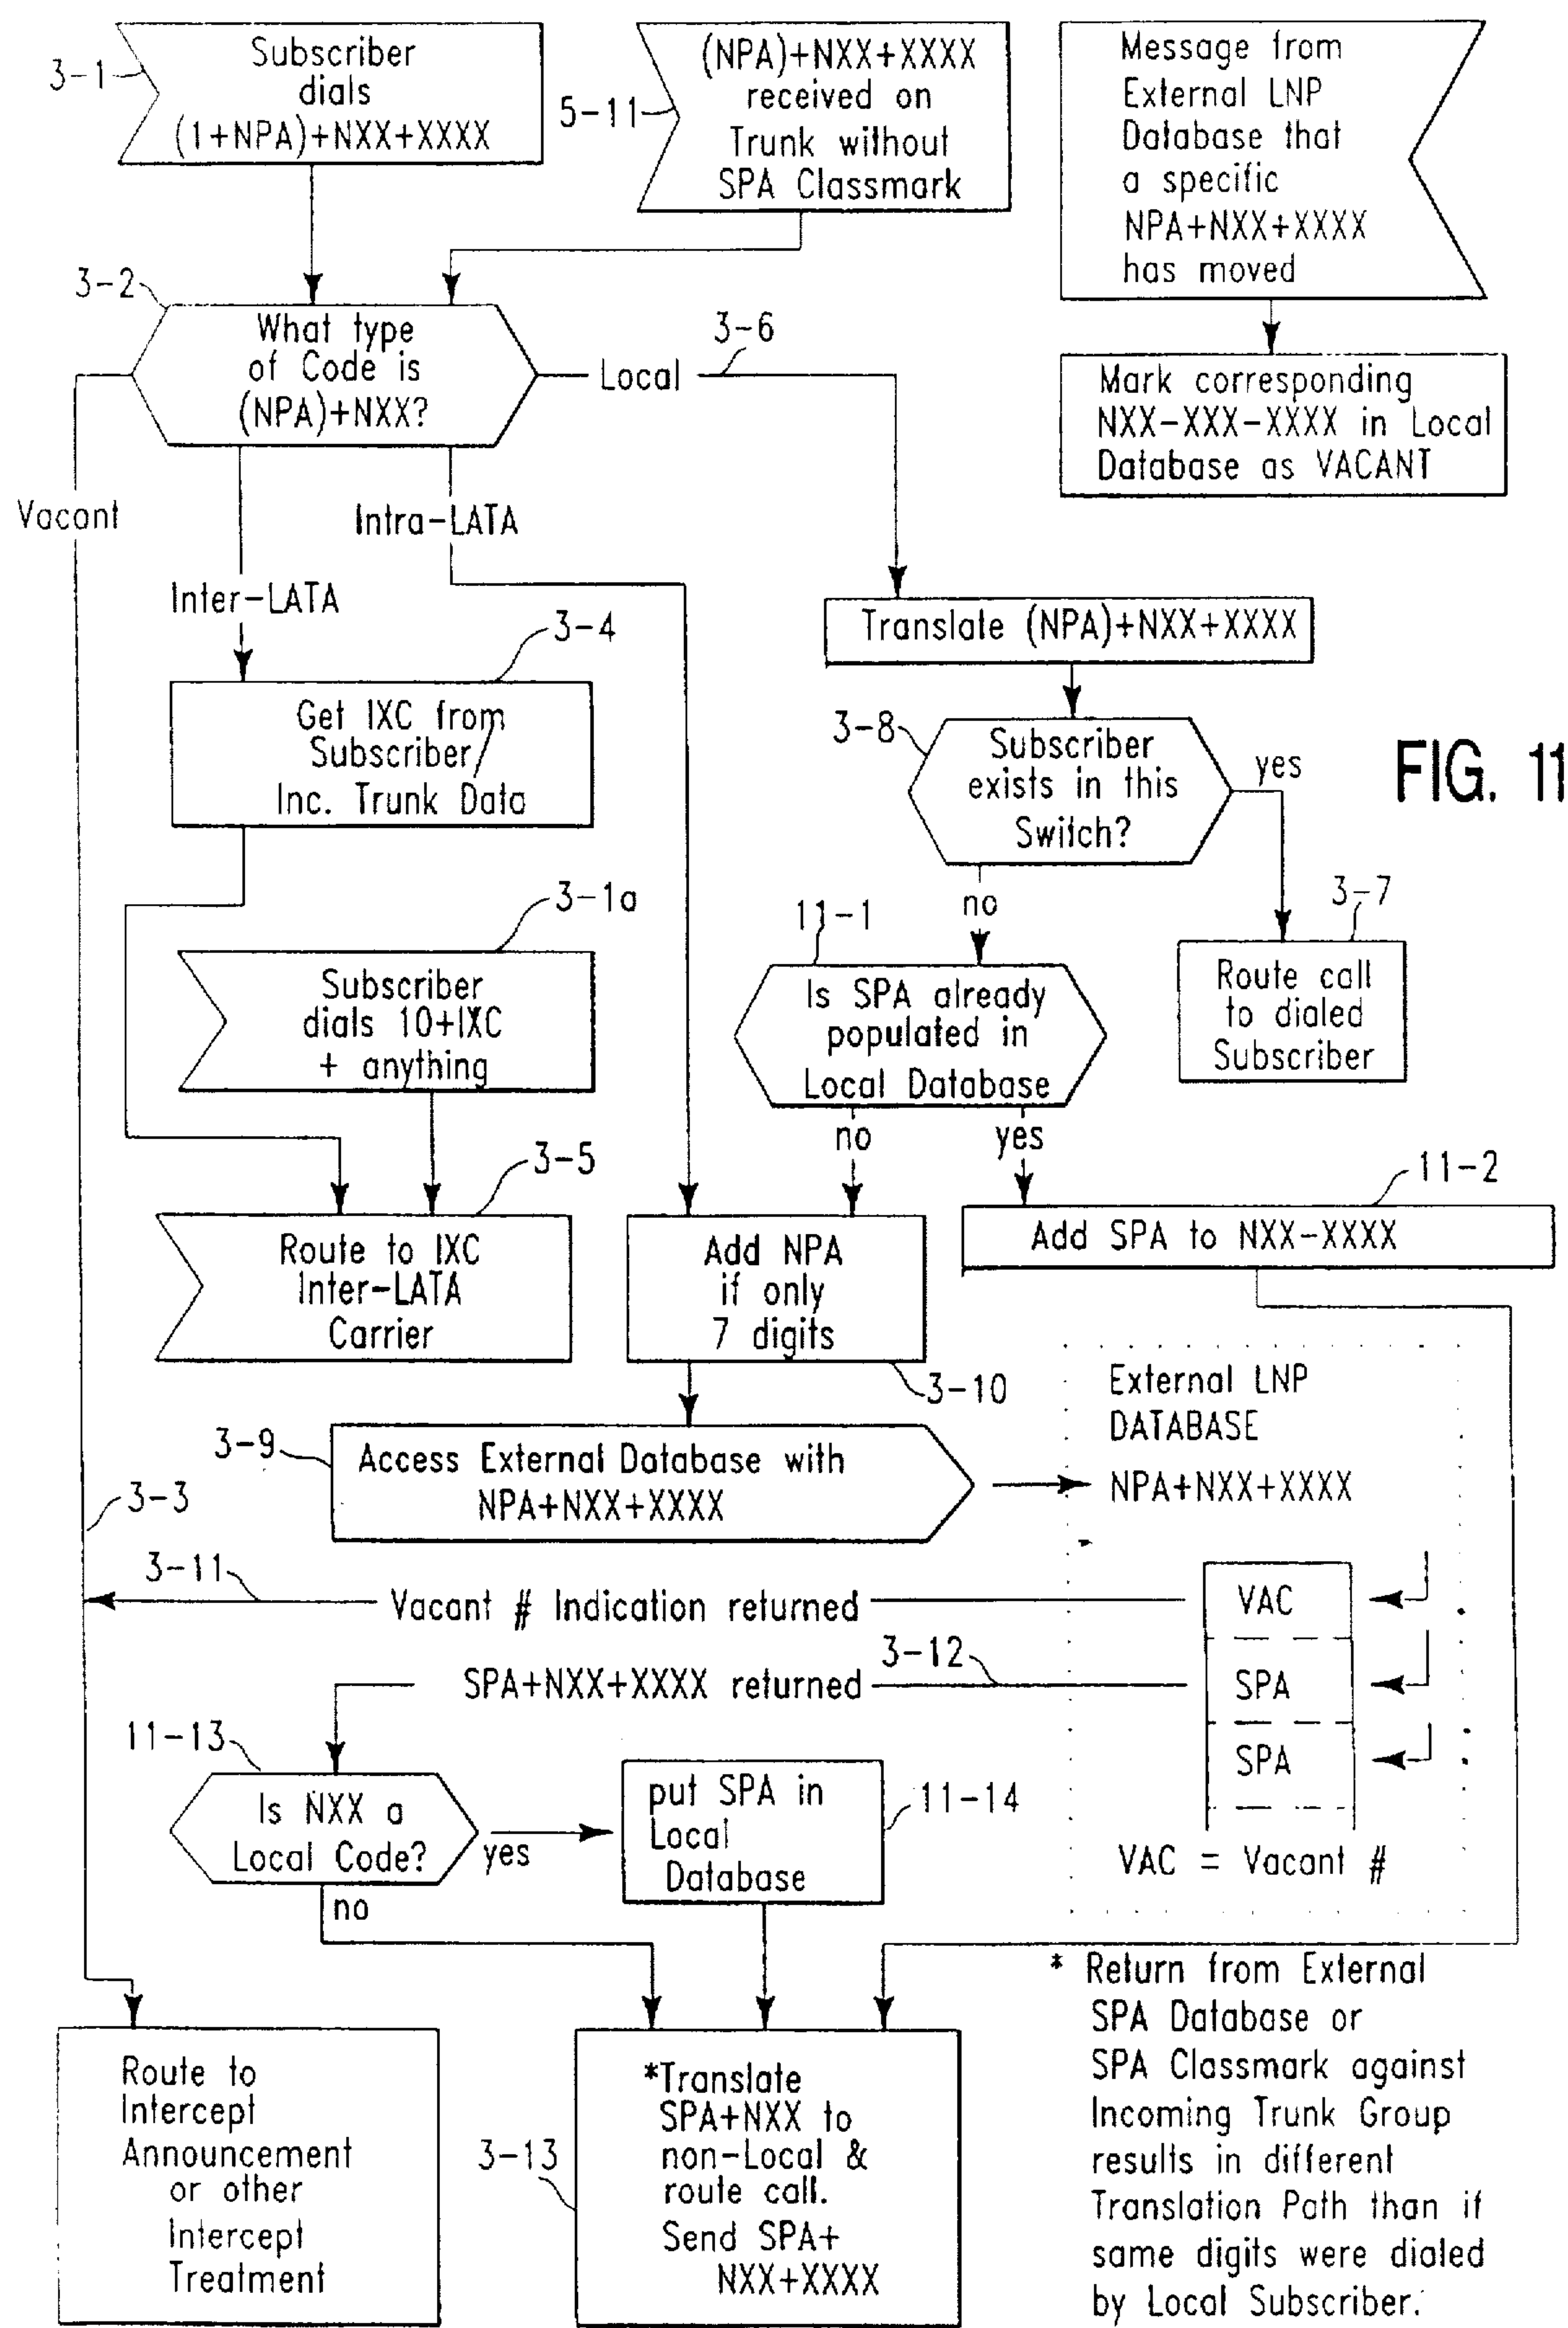 3-1
Subscriber
dials
(1+NPA)+NXX+XXXX
5-11
(NPA)+NXX+XXXX
received on
Trunk without
SPA Classmark
Message from
External LNP
Database that
a specific
NPA+NXX+XXXX
has moved
3-2
What type
of Code is
(NPA)+NXX?
Local
3-6
Mark corresponding
NXX-XXX-XXXX in Local
Database as VACANT
Vacant
Intra-LATA
Inter-LATA
3-4
Get IXC from
Subscriber/
Inc. Trunk Data
Translate (NPA)+NXX+XXXX
3-8
Subscriber
exists in this
Switch?
yes
no
FIG. 11
3-1a
Subscriber
dials 10+IXC
+ anything
11-1
Is SPA already
populated in
Local Database
no
yes
3-7
Route call
to dialed
Subscriber
3-5
Route to IXC
Inter-LATA
Carrier
Add NPA
if only
7 digits
3-10
11-2
Add SPA to NXX-XXXX
External LNP
DATABASE
NPA+NXX+XXXX
3-9
Access External Database with
NPA+NXX+XXXX
3-3
3-11
Vacant # Indication returned
VAC
3-12
SPA+NXX+XXXX returned
SPA
SPA
VAC = Vacant #
11-13
Is NXX a
Local Code?
yes
no
put SPA in
Local
Database
11-14
Route to
Intercept
Announcement
or other
Intercept
Treatment
3-13
*Translate
SPA+NXX to
non-Local &
route call.
Send SPA+
NXX+XXXX
* Return from External
SPA Database or
SPA Classmark against
Incoming Trunk Group
results in different
Translation Path than if
same digits were dialed
by Local Subscriber.